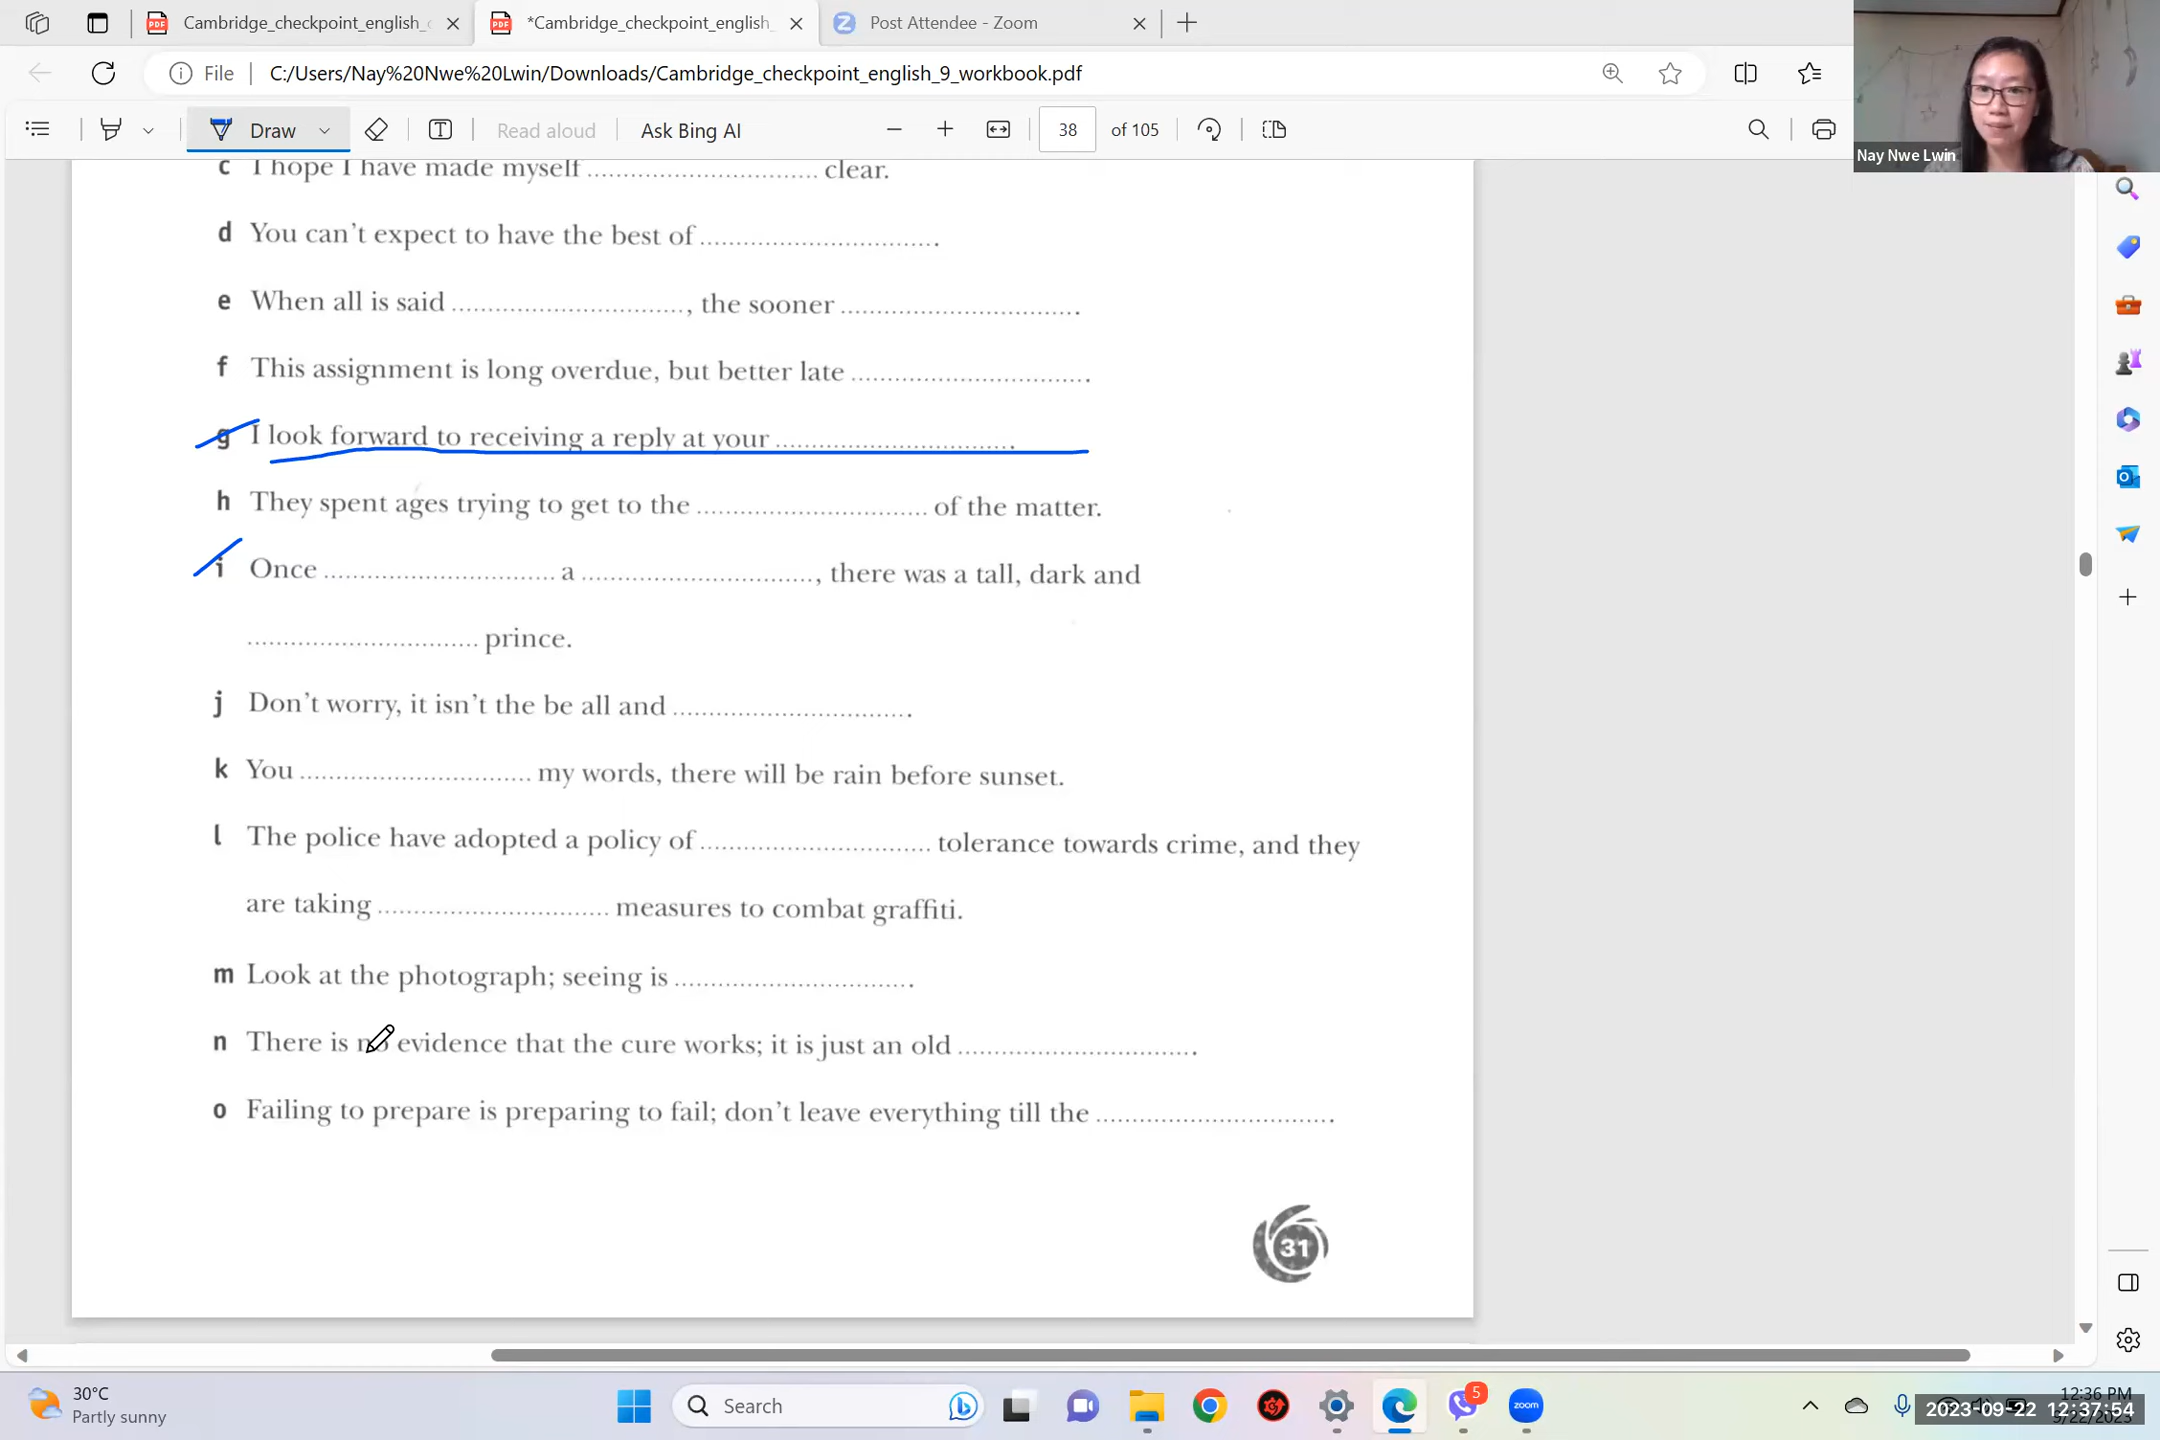 Cambridge_checkpoint_english_
*Cambridge_checkpoint_english_
Post Attendee - Zoom
File
C:/Users/Nay%20Nwe%20Lwin/Downloads/Cambridge_checkpoint_english_9_workbook.pdf
Draw
Read aloud
Ask Bing AI
38
of 105
Nay Nwe Lwin
c I hope I have made myself .............................. clear.
d You can't expect to have the best of .............................. .
e When all is said .............................. , the sooner .............................. .
f This assignment is long overdue, but better late .............................. .
g I look forward to receiving a reply at your .............................. .
h They spent ages trying to get to the .............................. of the matter.
i Once .............................. a .............................. , there was a tall, dark and
.............................. prince.
j Don't worry, it isn't the be all and .............................. .
k You .............................. my words, there will be rain before sunset.
l The police have adopted a policy of .............................. tolerance towards crime, and they
are taking .............................. measures to combat graffiti.
m Look at the photograph; seeing is .............................. .
n There is no evidence that the cure works; it is just an old .............................. .
o Failing to prepare is preparing to fail; don't leave everything till the .............................. .
31
30°C
Partly sunny
Search
5
zoom
12:36 PM
2023-09-22 12:37:54